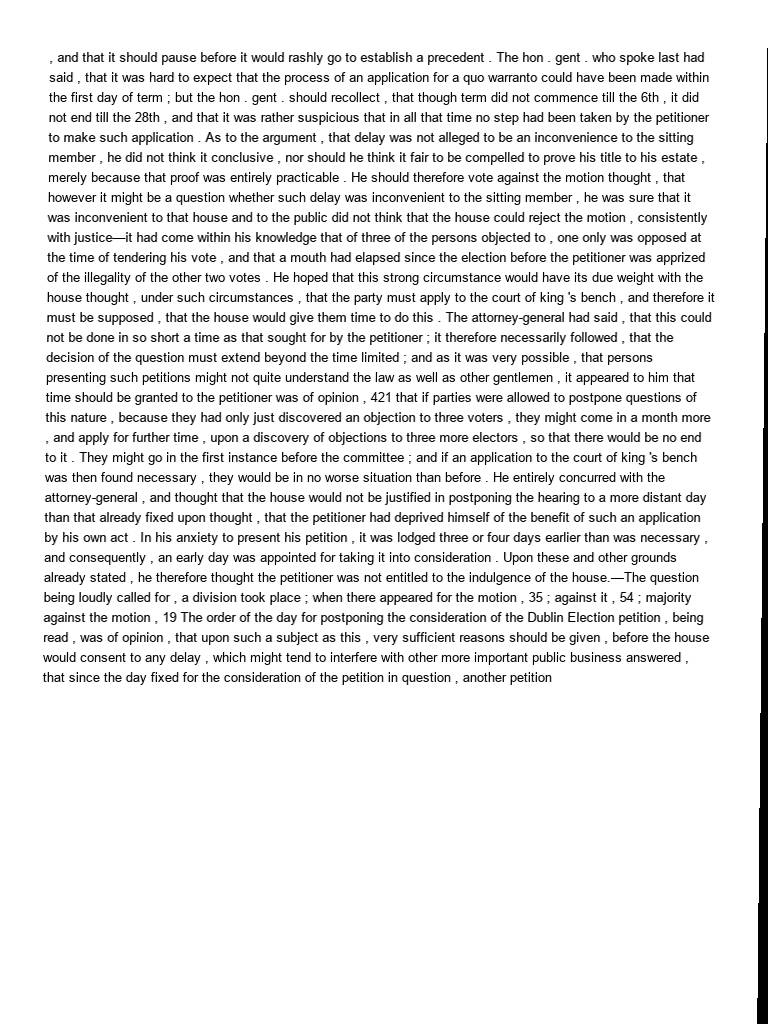 , and that it should pause before it would rashly go to establish a precedent . The hon . gent . who spoke last had
said , that it was hard to expect that the process of an application for a quo warranto could have been made within
the first day of term ; but the hon . gent . should recollect , that though term did not commence till the 6th , it did
not end till the 28th , and that it was rather suspicious that in all that time no step had been taken by the petitioner
to make such application . As to the argument , that delay was not alleged to be an inconvenience to the sitting
member , he did not think it conclusive , nor should he think it fair to be compelled to prove his title to his estate ,
merely because that proof was entirely practicable . He should therefore vote against the motion thought , that
however it might be a question whether such delay was inconvenient to the sitting member , he was sure that it
was inconvenient to that house and to the public did not think that the house could reject the motion , consistently
with justice—it had come within his knowledge that of three of the persons objected to , one only was opposed at
the time of tendering his vote , and that a mouth had elapsed since the election before the petitioner was apprized
of the illegality of the other two votes . He hoped that this strong circumstance would have its due weight with the
house thought , under such circumstances , that the party must apply to the court of king 's bench , and therefore it
must be supposed , that the house would give them time to do this . The attorney-general had said , that this could
not be done in so short a time as that sought for by the petitioner ; it therefore necessarily followed , that the
decision of the question must extend beyond the time limited ; and as it was very possible , that persons
presenting such petitions might not quite understand the law as well as other gentlemen , it appeared to him that
time should be granted to the petitioner was of opinion , 421 that if parties were allowed to postpone questions of
this nature , because they had only just discovered an objection to three voters , they might come in a month more
, and apply for further time , upon a discovery of objections to three more electors , so that there would be no end
to it . They might go in the first instance before the committee ; and if an application to the court of king 's bench
was then found necessary , they would be in no worse situation than before . He entirely concurred with the
attorney-general , and thought that the house would not be justified in postponing the hearing to a more distant day
than that already fixed upon thought , that the petitioner had deprived himself of the benefit of such an application
by his own act . In his anxiety to present his petition , it was lodged three or four days earlier than was necessary ,
and consequently , an early day was appointed for taking it into consideration . Upon these and other grounds
already stated , he therefore thought the petitioner was not entitled to the indulgence of the house.—The question
being loudly called for , a division took place ; when there appeared for the motion , 35 ; against it , 54 ; majority
against the motion , 19 The order of the day for postponing the consideration of the Dublin Election petition , being
read , was of opinion , that upon such a subject as this , very sufficient reasons should be given , before the house
would consent to any delay , which might tend to interfere with other more important public business answered ,
that since the day fixed for the consideration of the petition in question , another petition